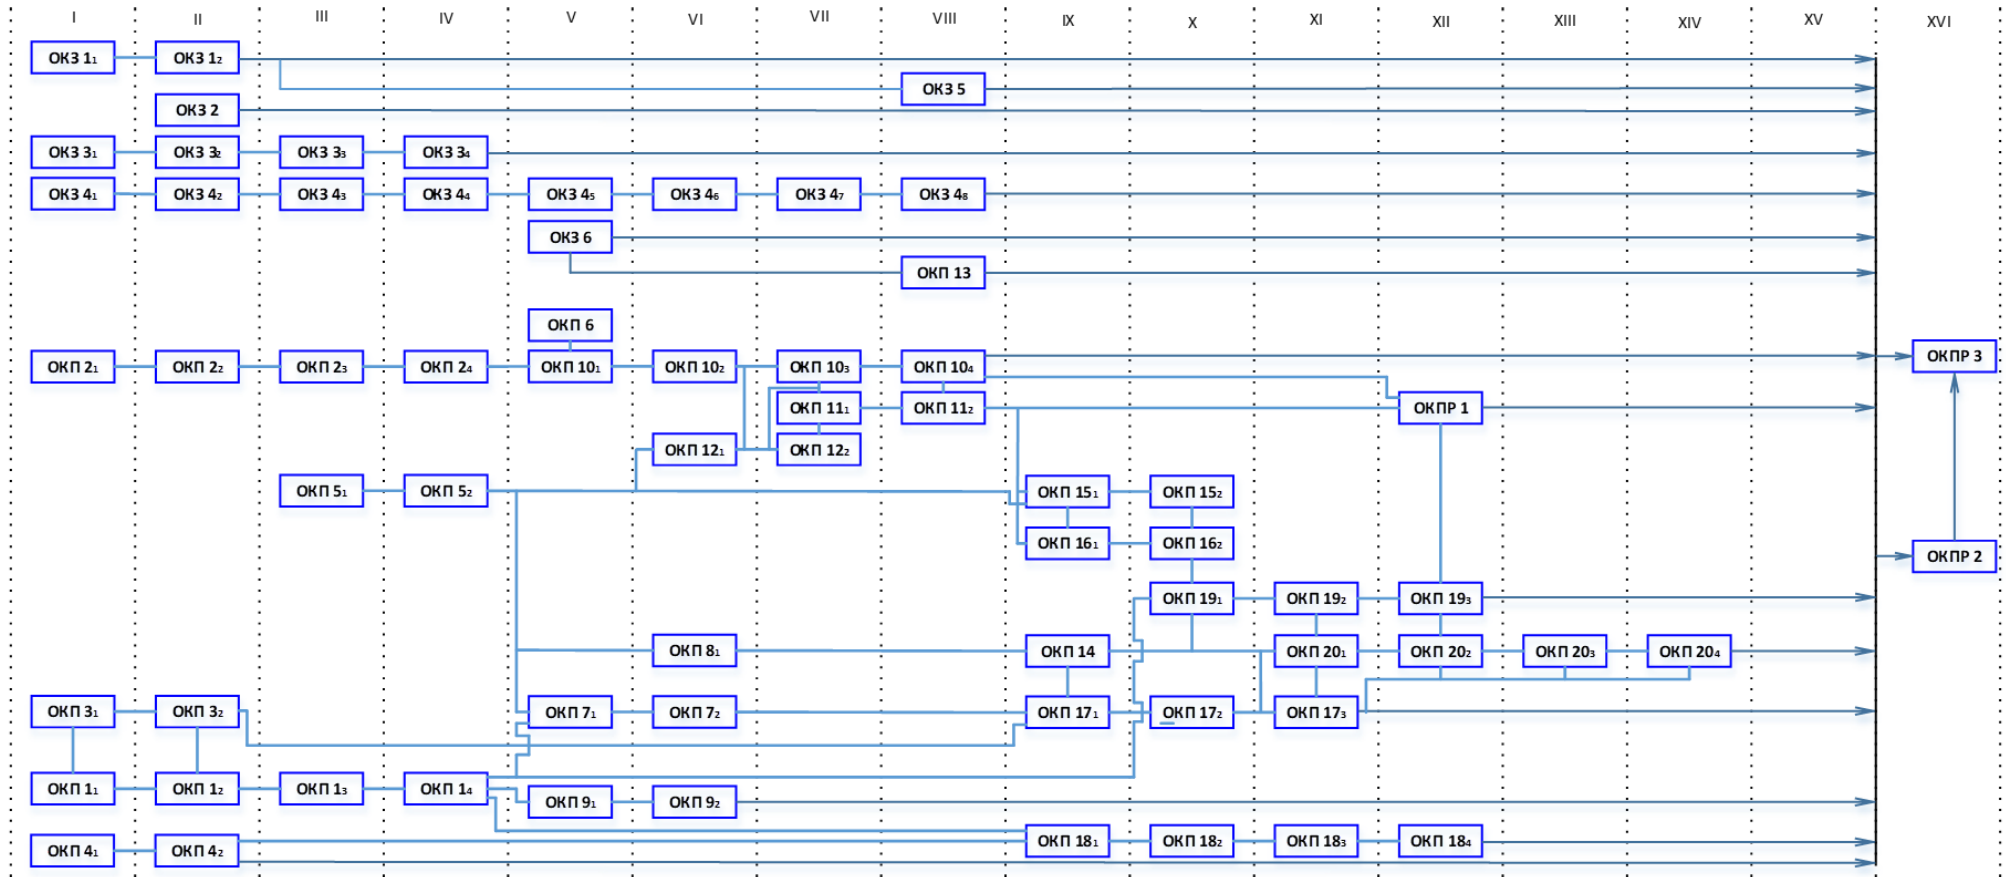 I II III IV V VI VII VIII IX X XI XII XIII XIV XV XVI
ОКЗ 1₁ ОКЗ 1₂
ОКЗ 5
ОКЗ 2
ОКЗ 3₁ ОКЗ 3₂ ОКЗ 3₃ ОКЗ 3₄
ОКЗ 4₁ ОКЗ 4₂ ОКЗ 4₃ ОКЗ 4₄ ОКЗ 4₅ ОКЗ 4₆ ОКЗ 4₇ ОКЗ 4₈
ОКЗ 6
ОКП 13
ОКП 6
ОКПР 3
ОКП 2₁ ОКП 2₂ ОКП 2₃ ОКП 2₄ ОКП 10₁ ОКП 10₂ ОКП 10₃ ОКП 10₄
ОКП 11₁ ОКП 11₂ ОКПР 1
ОКП 12₁ ОКП 12₂
ОКП 5₁ ОКП 5₂ ОКП 15₁ ОКП 15₂
ОКП 16₁ ОКП 16₂
ОКПР 2
ОКП 19₁ ОКП 19₂ ОКП 19₃
ОКП 8₁ ОКП 14 ОКП 20₁ ОКП 20₂ ОКП 20₃ ОКП 20₄
ОКП 3₁ ОКП 3₂ ОКП 7₁ ОКП 7₂ ОКП 17₁ ОКП 17₂ ОКП 17₃
ОКП 1₁ ОКП 1₂ ОКП 1₃ ОКП 1₄
ОКП 9₁ ОКП 9₂
ОКП 4₁ ОКП 4₂ ОКП 18₁ ОКП 18₂ ОКП 18₃ ОКП 18₄